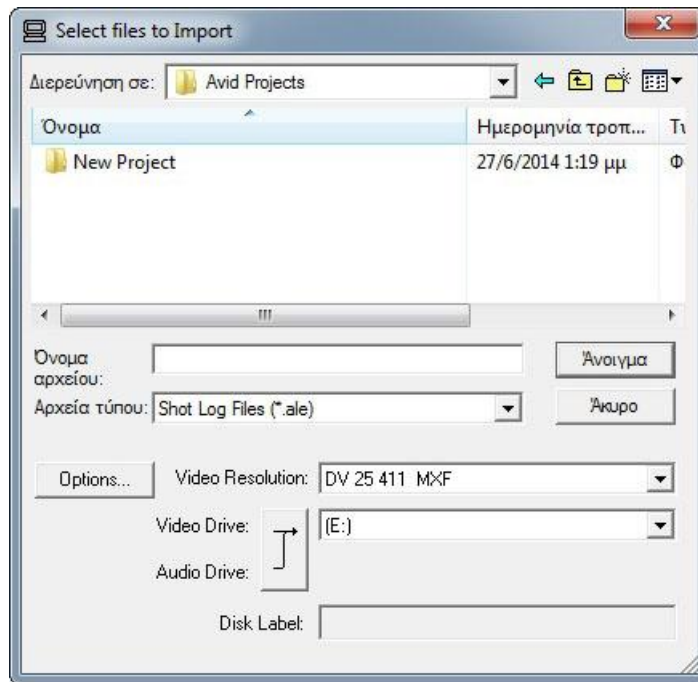 Select files to Import
Διερεύνηση σε: Avid Projects
Όνομα Ημερομηνία τροπ...
New Project 27/6/2014 1:19 μμ Φ
Όνομα αρχείου: Άνοιγμα
Αρχεία τύπου: Shot Log Files (*.ale) Άκυρο
Options... Video Resolution: DV 25 411 MXF
Video Drive: (E:)
Audio Drive:
Disk Label: